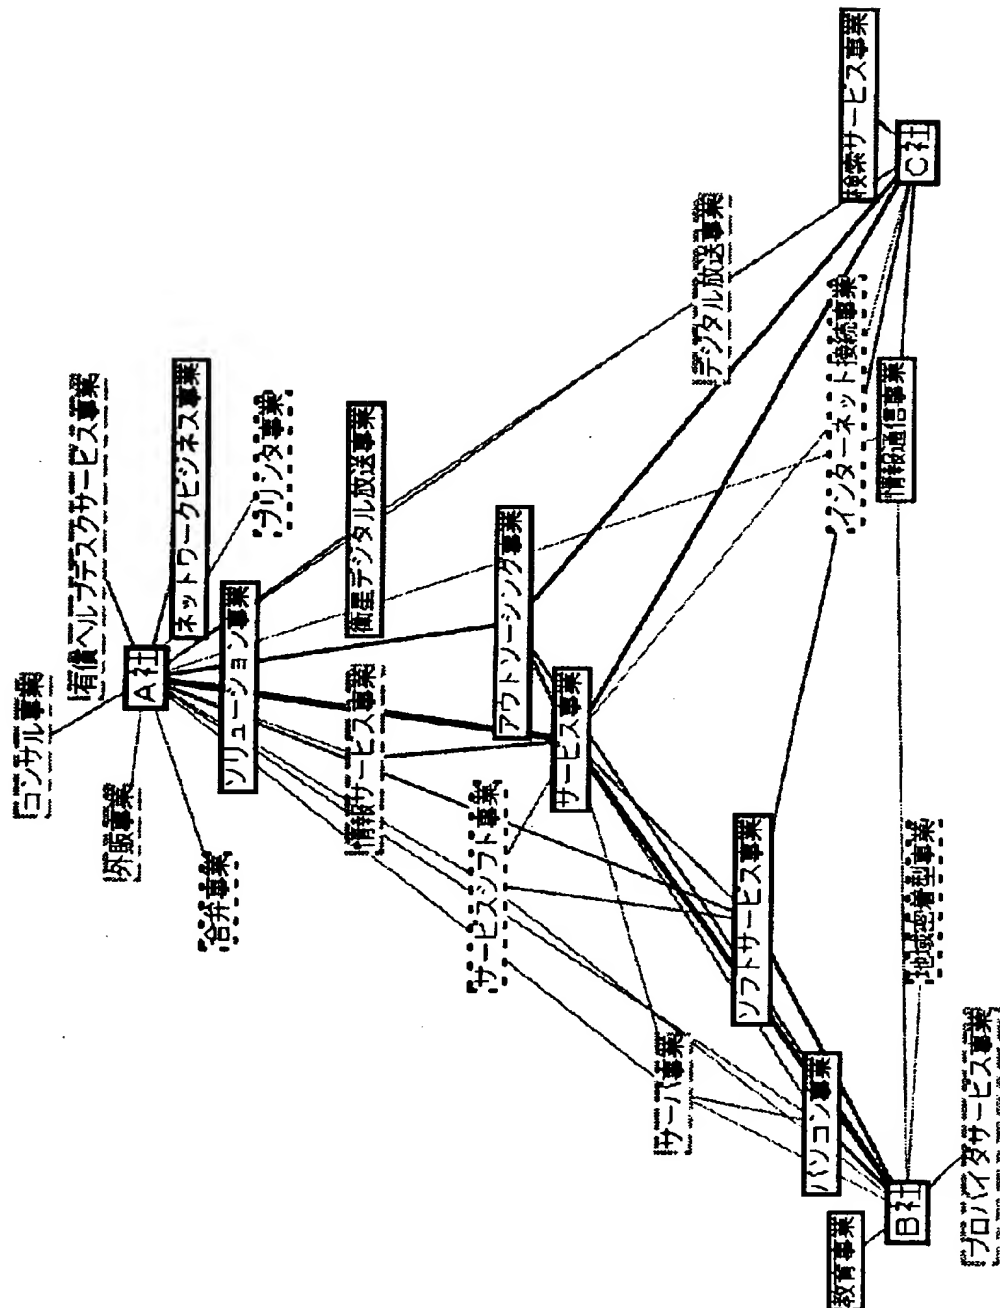 コンサル事業
有償ヘルプデスクサービス事業
外販事業
A社
ネットワークビジネス事業
合弁事業
ソリューション事業
プリンタ事業
情報サービス事業
衛星デジタル放送事業
サービスシフト事業
アウトソーシング事業
サービス事業
サーバ事業
デジタル放送事業
ソフトサービス事業
パソコン事業
インターネット接続事業
検索サービス事業
教育事業
情報通信事業
B社
地域密着型事業
C社
プロバイダサービス事業